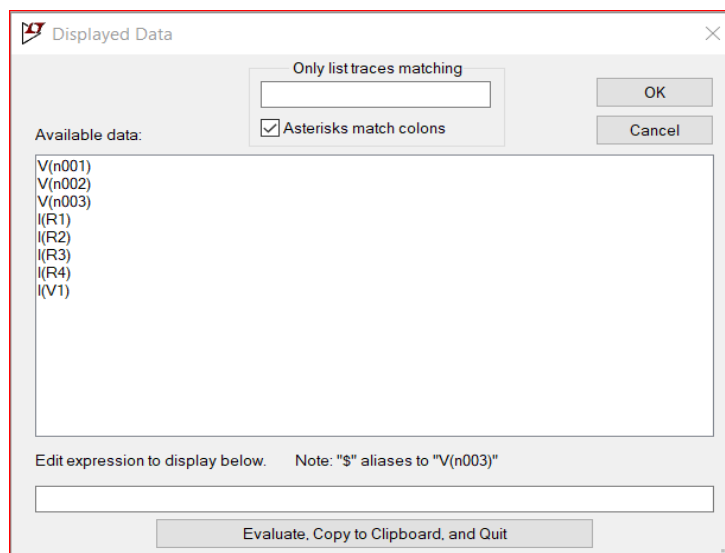 Displayed Data
Only list traces matching
OK
Asterisks match colons
Cancel
Available data:
V(n001)
V(n002)
V(n003)
I(R1)
I(R2)
I(R3)
I(R4)
I(V1)
Edit expression to display below. Note: "$" aliases to "V(n003)"
Evaluate, Copy to Clipboard, and Quit